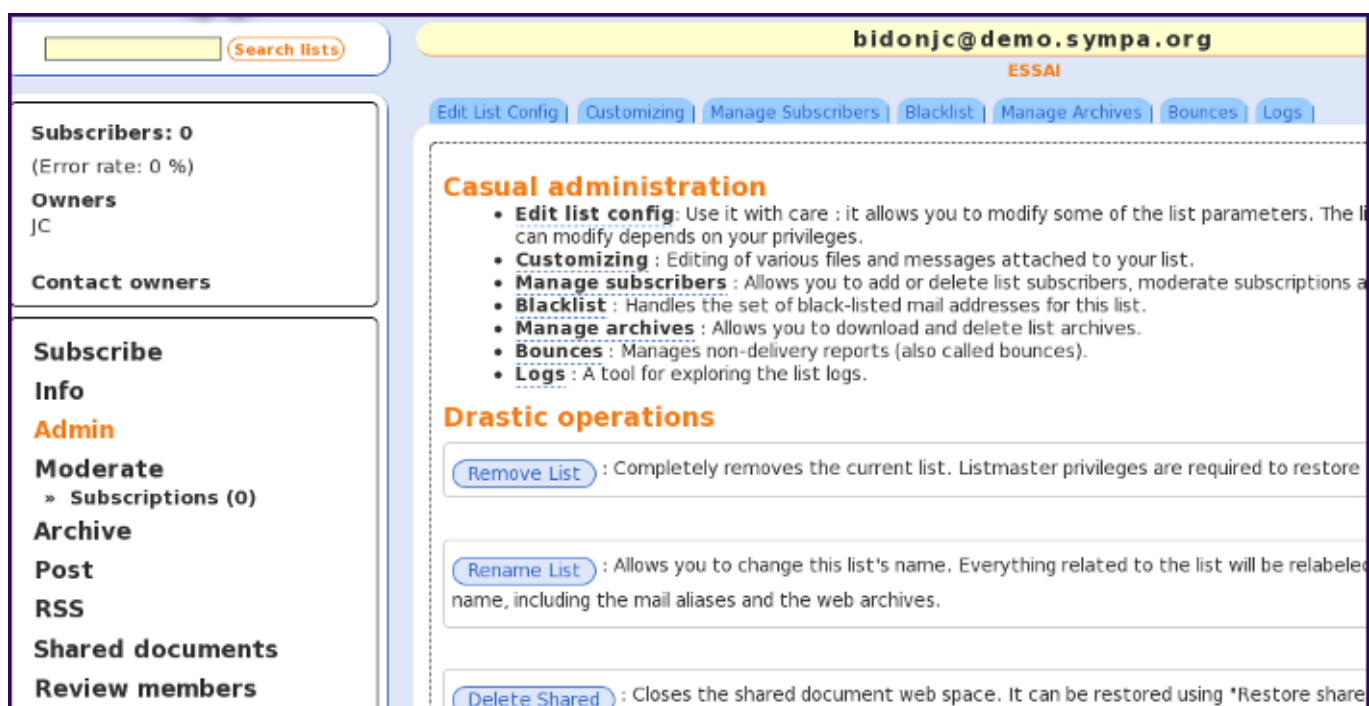 Search lists
Subscribers: 0
(Error rate: 0 %)
Owners
JC
Contact owners
Subscribe
Info
Admin
Moderate
» Subscriptions (0)
Archive
Post
RSS
Shared documents
Review members
bidonjc@demo.sympa.org
ESSAI
Edit List Config | Customizing | Manage Subscribers | Blacklist | Manage Archives | Bounces | Logs |
Casual administration
• Edit list config: Use it with care : it allows you to modify some of the list parameters. The
can modify depends on your privileges.
• Customizing : Editing of various files and messages attached to your list.
• Manage subscribers : Allows you to add or delete list subscribers, moderate subscriptions
• Blacklist : Handles the set of black-listed mail addresses for this list.
• Manage archives : Allows you to download and delete list archives.
• Bounces : Manages non-delivery reports (also called bounces).
• Logs : A tool for exploring the list logs.
Drastic operations
Remove List : Completely removes the current list. Listmaster privileges are required to restore
Rename List : Allows you to change this list's name. Everything related to the list will be relabeled
name, including the mail aliases and the web archives.
Delete Shared : Closes the shared document web space. It can be restored using "Restore share